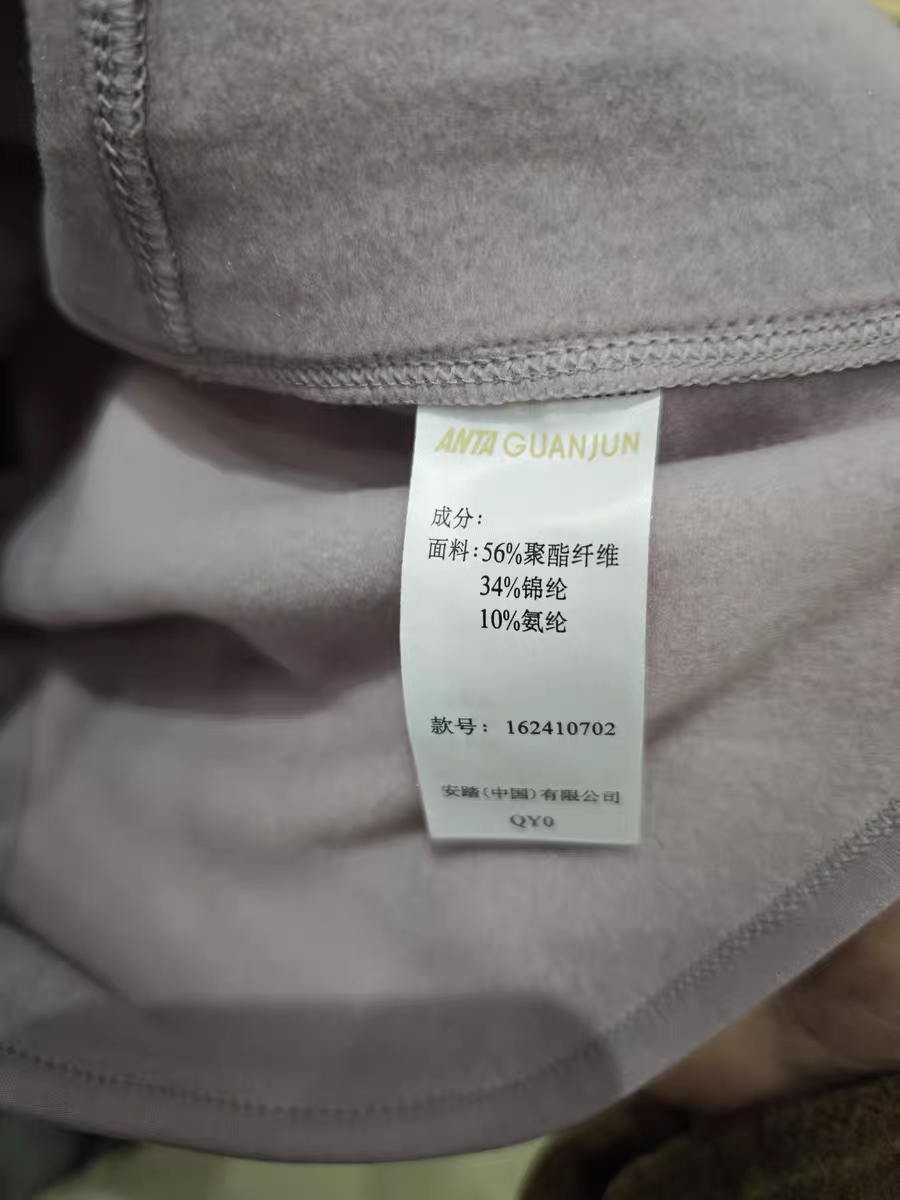 ANTA GUANJUN
成分：
面料：56%聚酯纤维
34%锦纶
10%氨纶
款号： 162410702
安踏(中国)有限公司
QY0